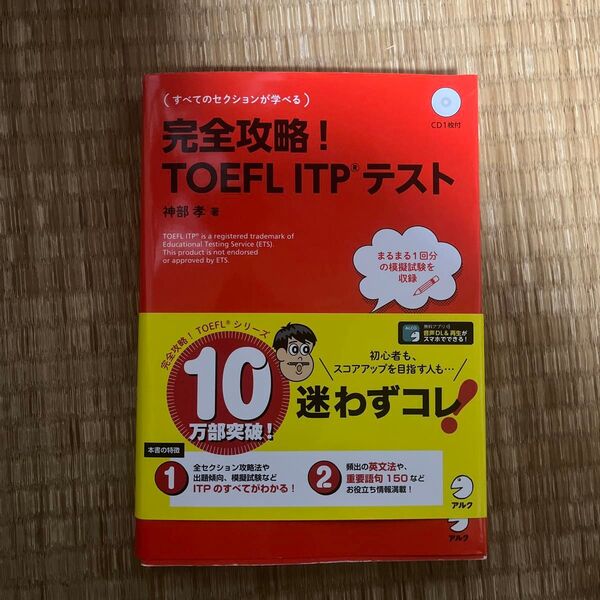 (すべてのセクションが学べる)
CD1枚付
完全攻略！
TOEFL ITP®テスト
神部 孝 著
TOEFL ITP® is a registered trademark of
Educational Testing Service (ETS).
This product is not endorsed
or approved by ETS.
まるまる1回分
の模擬試験を
収録
完全攻略！TOEFL®シリーズ
10
万部突破！
ALCO
無料アプリ付
音声DL&再生が
スマホでできる！
初心者も、
スコアアップを目指す人も…
迷わずコレ！
本書の特徴
1
全セクション攻略法や
出題傾向、模擬試験など
ITPのすべてがわかる！
2
頻出の英文法や、
重要語句150など
お役立ち情報満載！
アルク
アルク